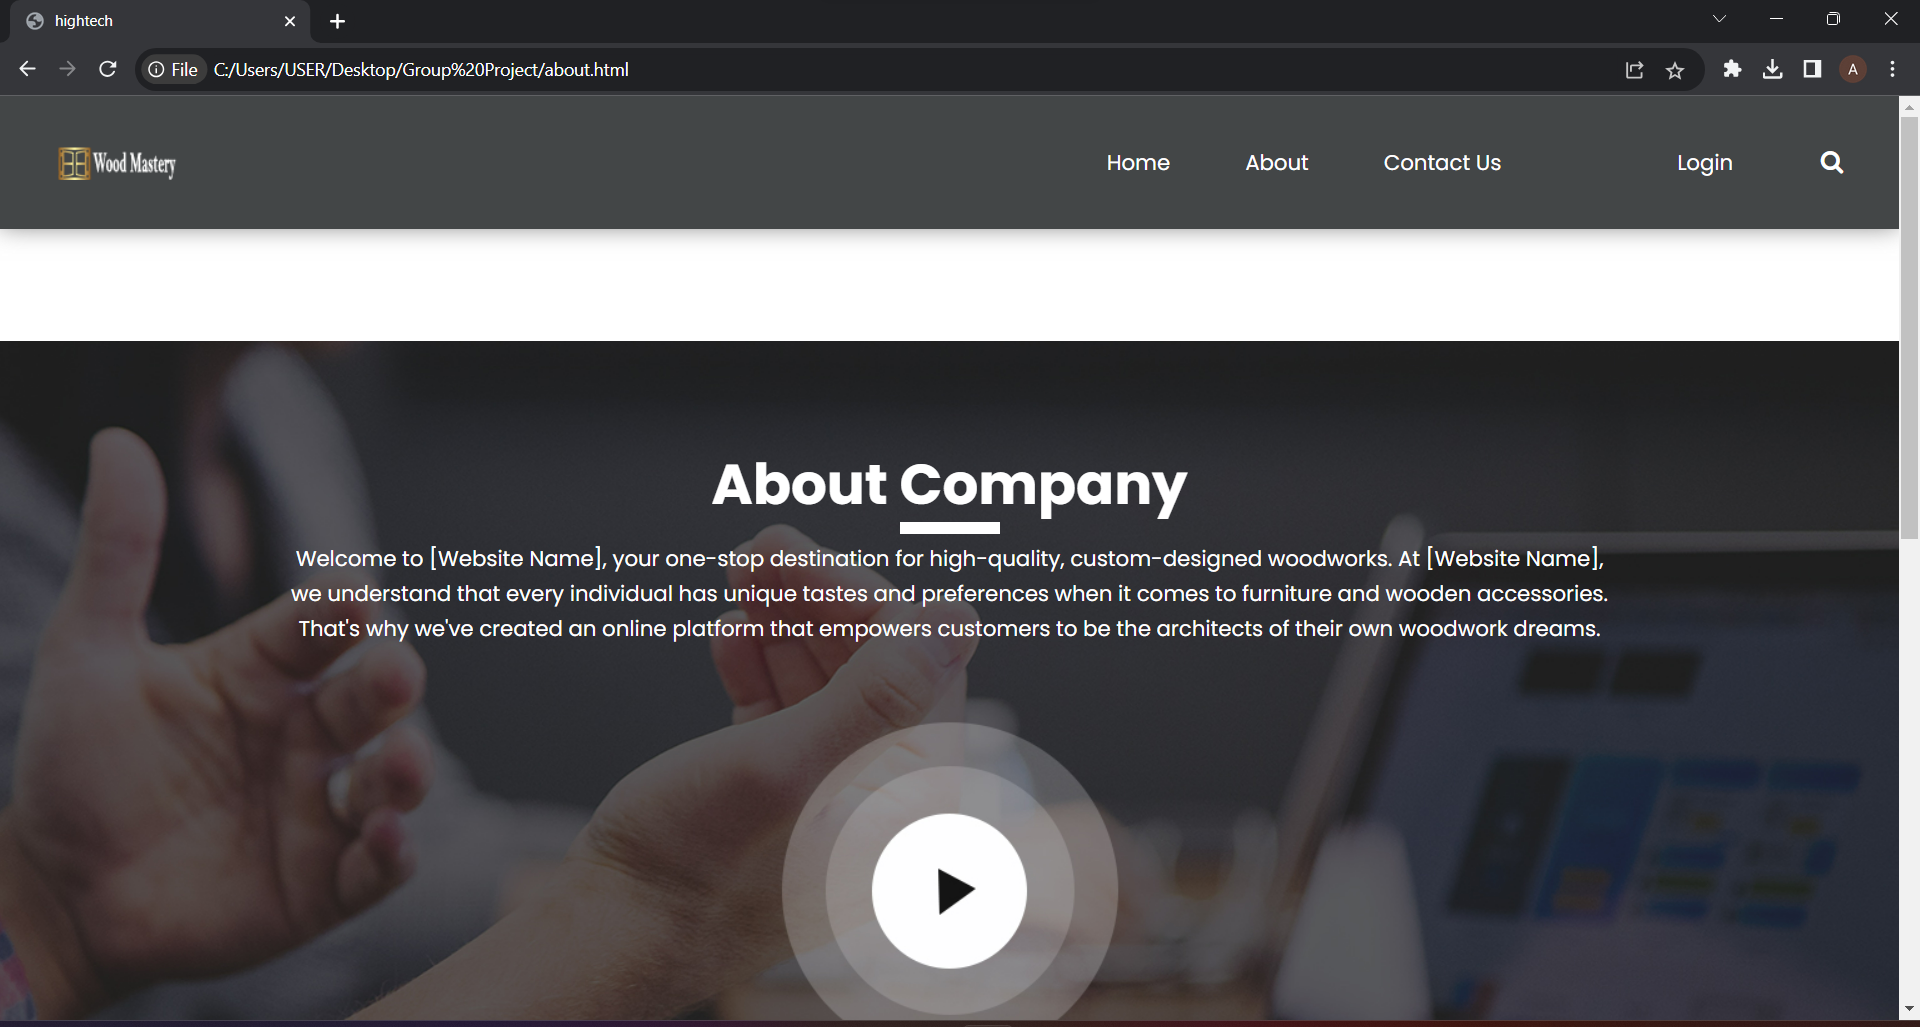 hightech
File C:/Users/USER/Desktop/Group%20Project/about.html
A
Wood Mastery
Home About Contact Us Login
About Company
Welcome to [Website Name], your one-stop destination for high-quality, custom-designed woodworks. At [Website Name],
we understand that every individual has unique tastes and preferences when it comes to furniture and wooden accessories.
That's why we've created an online platform that empowers customers to be the architects of their own woodwork dreams.